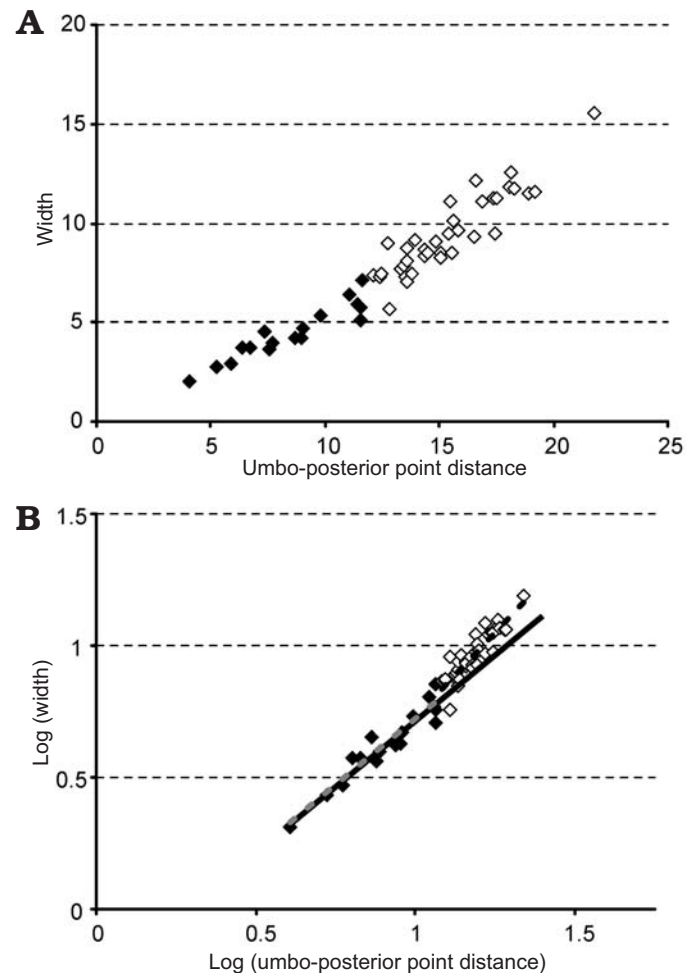 A
20
15
10
5
0
Width
0 5 10 15 20 25
Umbo-posterior point distance
B
1.5
1
0.5
0
Log (width)
0 0.5 1 1.5
Log (umbo-posterior point distance)